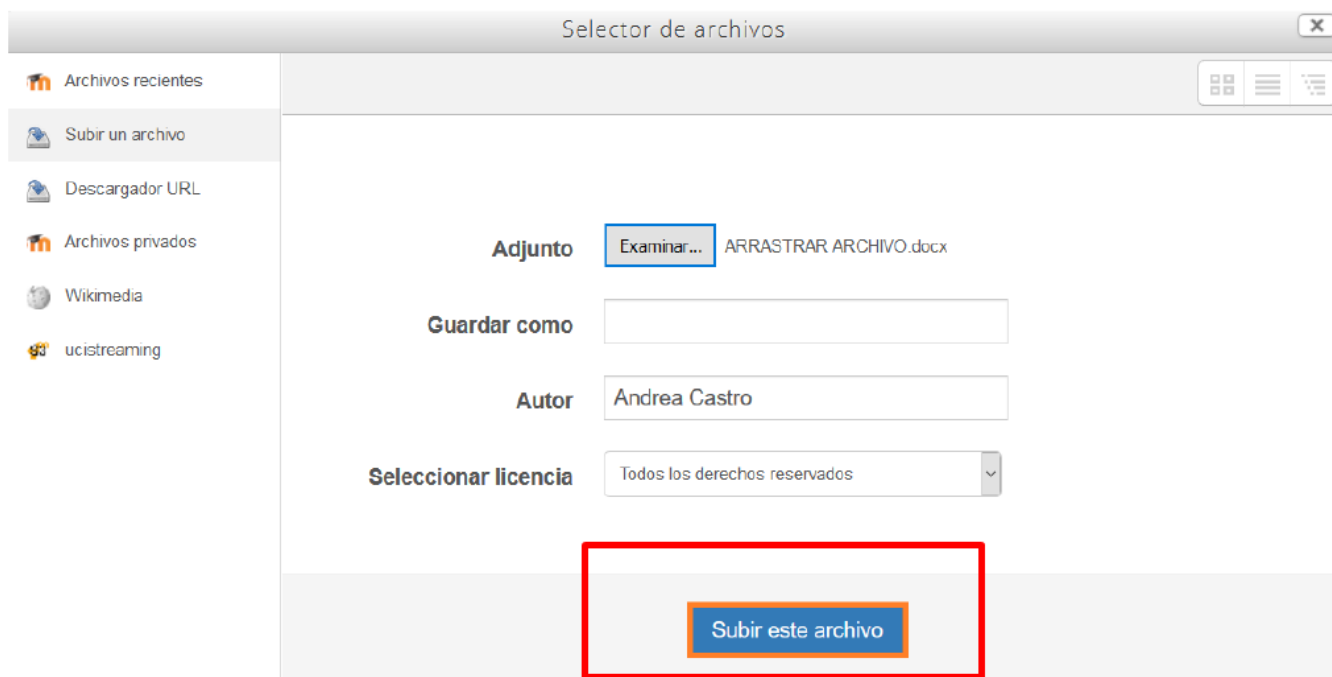 Selector de archivos
Archivos recientes
Subir un archivo
Descargador URL
Archivos privados
Wikimedia
ucistreaming
Adjunto Examinar... ARRASTRAR ARCHIVO.docx
Guardar como
Autor Andrea Castro
Seleccionar licencia Todos los derechos reservados
Subir este archivo